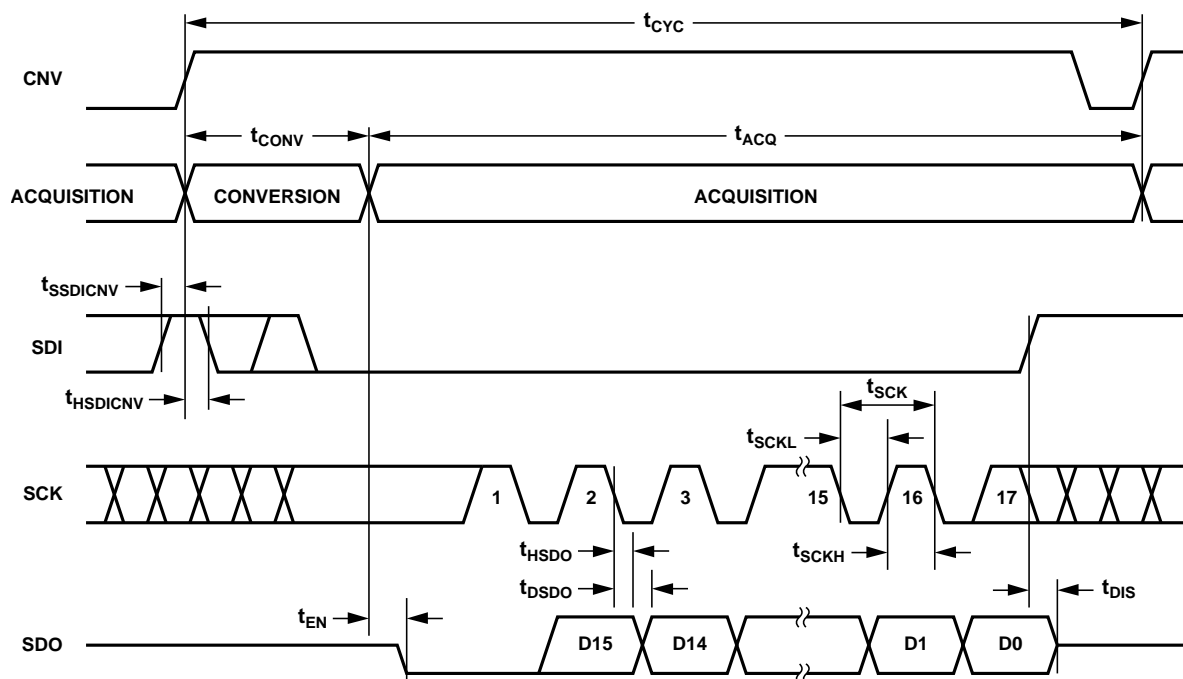 tCYC
CNV
tCONV
tACQ
ACQUISITION
CONVERSION
ACQUISITION
tSSDICNV
SDI
tHSDICNV
tSCK
tSCKL
SCK
1
2
3
15
16
17
tHSDO
tSCKH
tDSDO
tDIS
tEN
SDO
D15
D14
D1
D0